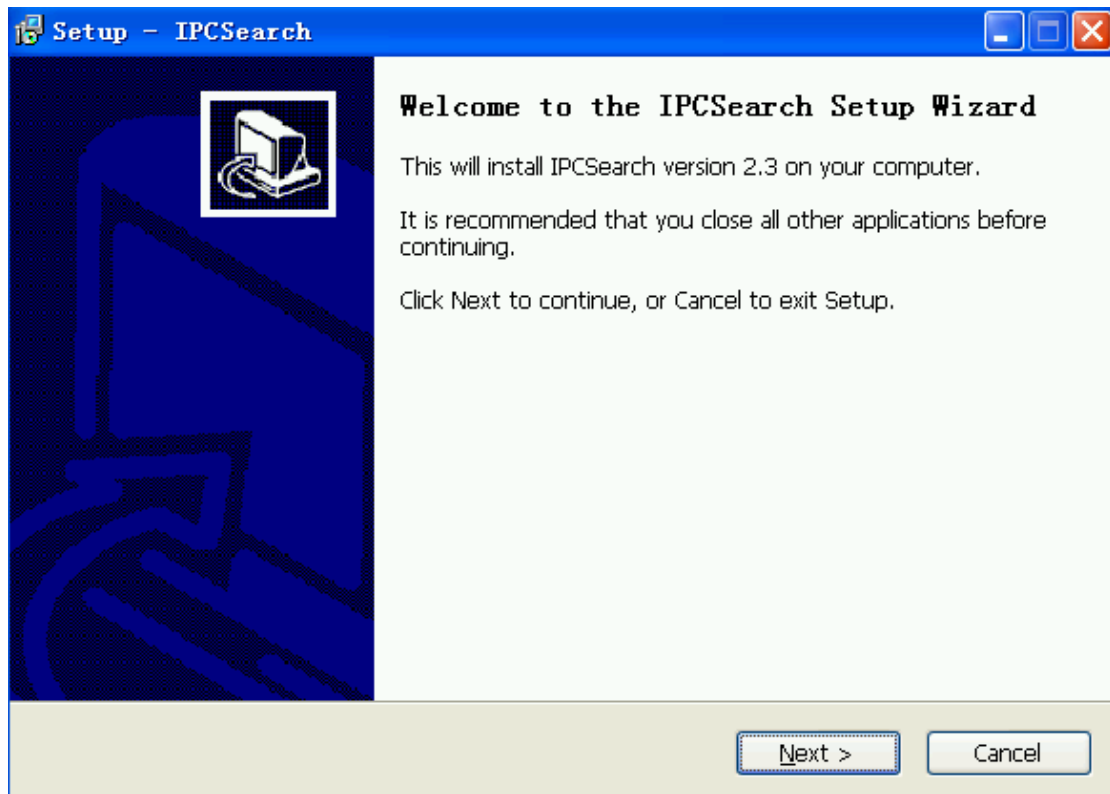 Setup - IPCSearch
Welcome to the IPCSearch Setup Wizard
This will install IPCSearch version 2.3 on your computer.
It is recommended that you close all other applications before
continuing.
Click Next to continue, or Cancel to exit Setup.
Next >
Cancel